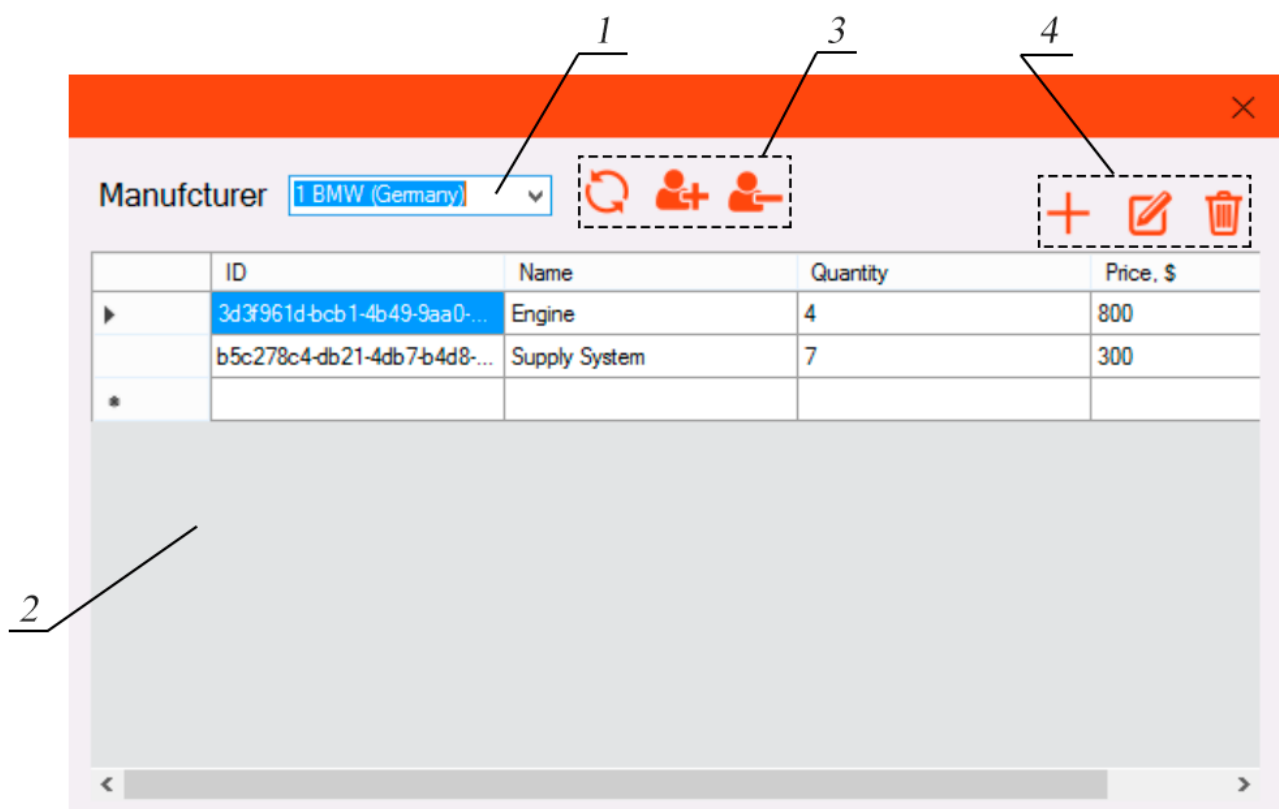 1 3 4
Manufcturer 1 BMW (Germany)
ID Name Quantity Price, $
3d3f961d-bcb1-4b49-9aa0-... Engine 4 800
b5c278c4-db21-4db7-b4d8-... Supply System 7 300
2